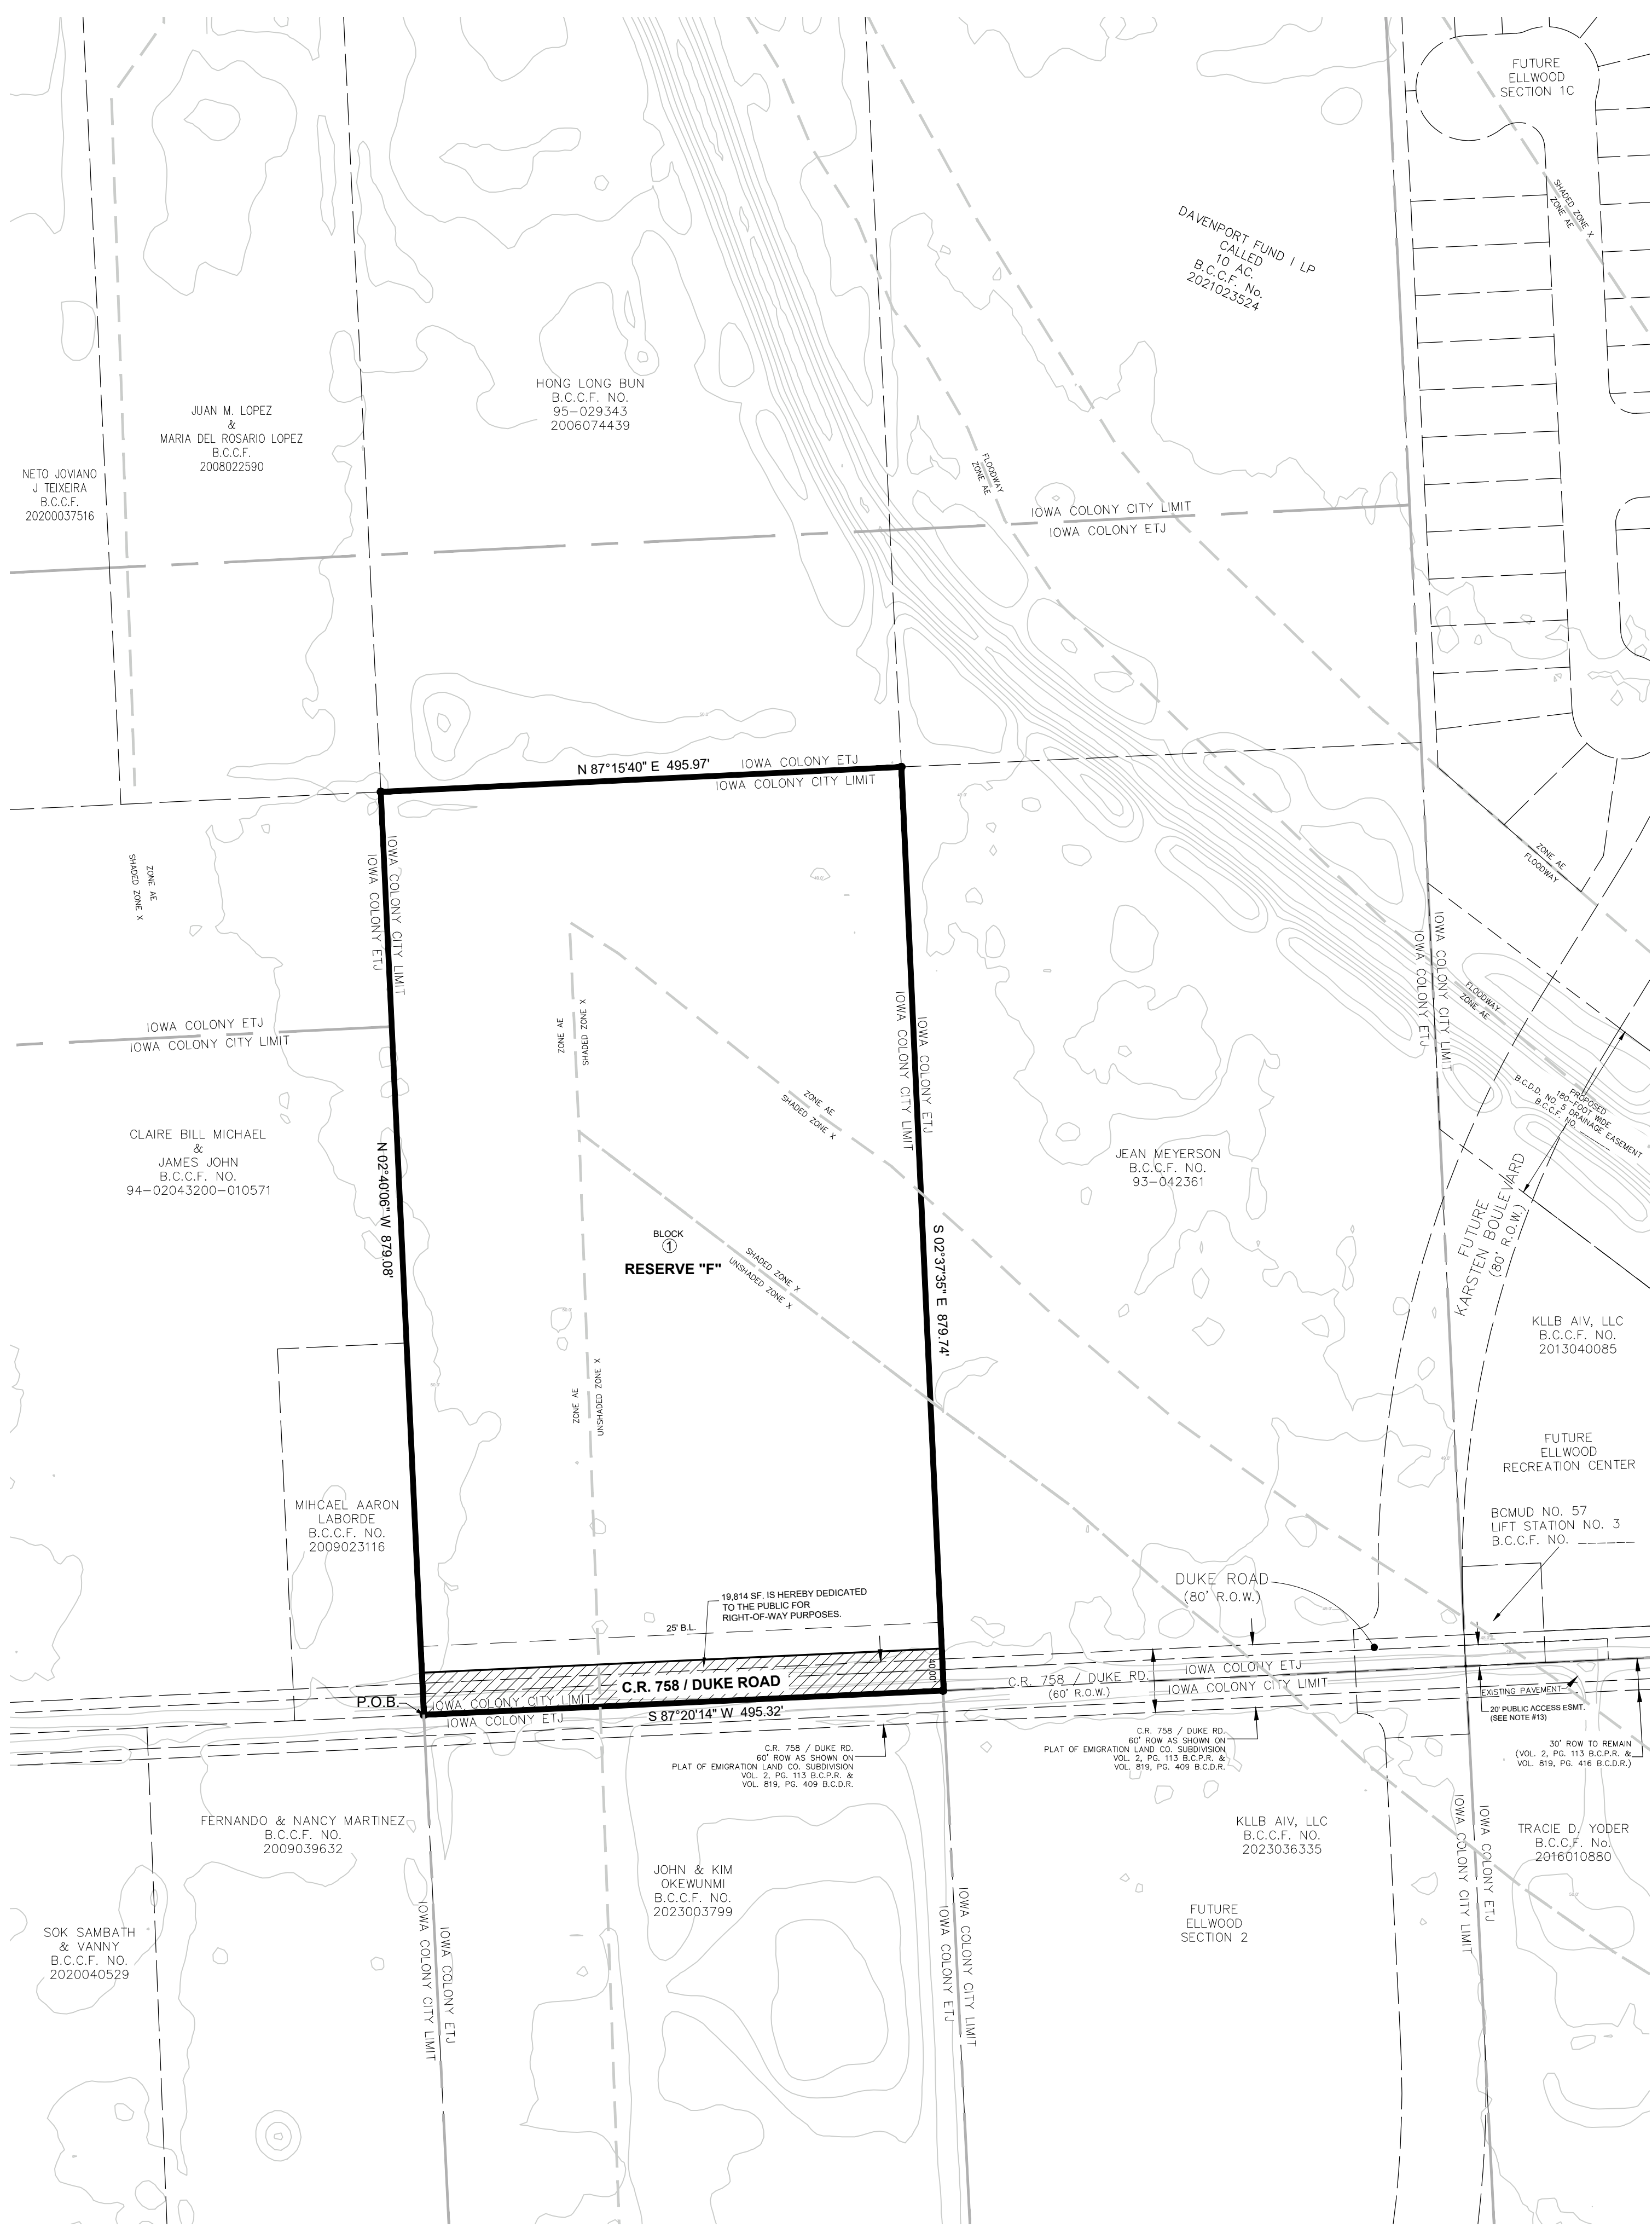 FUTURE
ELLWOOD
SECTION 1C
SHADED ZONE X
ZONE AE
DAVENPORT FUND I LP
CALLED
10 AC.
B.C.C.F. No.
2021023524
HONG LONG BUN
B.C.C.F. NO.
95-029343
2006074439
JUAN M. LOPEZ
&
MARIA DEL ROSARIO LOPEZ
B.C.C.F.
2008022590
NETO JOVIANO
J TEIXEIRA
B.C.C.F.
20200037516
FLOODWAY
ZONE AE
IOWA COLONY CITY LIMIT
IOWA COLONY ETJ
N 87°15'40" E 495.97'
IOWA COLONY ETJ
IOWA COLONY CITY LIMIT
ZONE AE
SHADED ZONE X
IOWA COLONY CITY LIMIT
IOWA COLONY ETJ
ZONE AE
FLOODWAY
IOWA COLONY CITY LIMIT
IOWA COLONY ETJ
FLOODWAY
ZONE AE
IOWA COLONY ETJ
IOWA COLONY CITY LIMIT
ZONE AE
SHADED ZONE X
IOWA COLONY ETJ
IOWA COLONY CITY LIMIT
ZONE AE
SHADED ZONE X
PROPOSED
180-FOOT WIDE
B.C.D.D. NO. 5 DRAINAGE EASEMENT
B.C.C.F. NO. ______
CLAIRE BILL MICHAEL
&
JAMES JOHN
B.C.C.F. NO.
94-02043200-010571
N 02°40'06" W 879.08'
JEAN MEYERSON
B.C.C.F. NO.
93-042361
FUTURE
KARSTEN BOULEVARD
(80' R.O.W.)
BLOCK
1
RESERVE "F"
SHADED ZONE X
UNSHADED ZONE X
S 02°37'35" E 879.74'
KLLB AIV, LLC
B.C.C.F. NO.
2013040085
ZONE AE
UNSHADED ZONE X
FUTURE
ELLWOOD
RECREATION CENTER
MIHCAEL AARON
LABORDE
B.C.C.F. NO.
2009023116
BCMUD NO. 57
LIFT STATION NO. 3
B.C.C.F. NO. ______
DUKE ROAD
(80' R.O.W.)
19,814 SF. IS HEREBY DEDICATED
TO THE PUBLIC FOR
RIGHT-OF-WAY PURPOSES.
25' B.L.
40.00'
C.R. 758 / DUKE ROAD
C.R. 758 / DUKE RD.
(60' R.O.W.)
IOWA COLONY ETJ
IOWA COLONY CITY LIMIT
EXISTING PAVEMENT
20' PUBLIC ACCESS ESMT.
(SEE NOTE #13)
P.O.B.
IOWA COLONY CITY LIMIT
IOWA COLONY ETJ
S 87°20'14" W 495.32'
C.R. 758 / DUKE RD.
60' ROW AS SHOWN ON
PLAT OF EMIGRATION LAND CO. SUBDIVISION
VOL. 2, PG. 113 B.C.P.R. &
VOL. 819, PG. 409 B.C.D.R.
C.R. 758 / DUKE RD.
60' ROW AS SHOWN ON
PLAT OF EMIGRATION LAND CO. SUBDIVISION
VOL. 2, PG. 113 B.C.P.R. &
VOL. 819, PG. 409 B.C.D.R.
30' ROW TO REMAIN
(VOL. 2, PG. 113 B.C.P.R. &
VOL. 819, PG. 416 B.C.D.R.)
FERNANDO & NANCY MARTINEZ
B.C.C.F. NO.
2009039632
KLLB AIV, LLC
B.C.C.F. NO.
2023036335
TRACIE D. YODER
B.C.C.F. No.
2016010880
JOHN & KIM
OKEWUNMI
B.C.C.F. NO.
2023003799
IOWA COLONY CITY LIMIT
IOWA COLONY ETJ
FUTURE
ELLWOOD
SECTION 2
SOK SAMBATH
& VANNY
B.C.C.F. NO.
2020040529
IOWA COLONY CITY LIMIT
IOWA COLONY ETJ
IOWA COLONY ETJ
IOWA COLONY CITY LIMIT